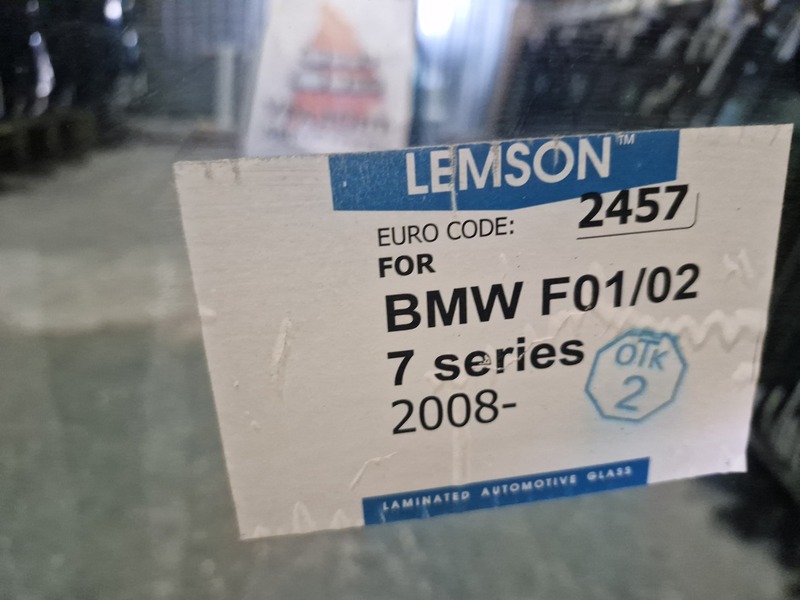 LEMSON™
EURO CODE: 2457
FOR
BMW F01/02
7 series
2008-
OTK
2
LAMINATED AUTOMOTIVE GLASS